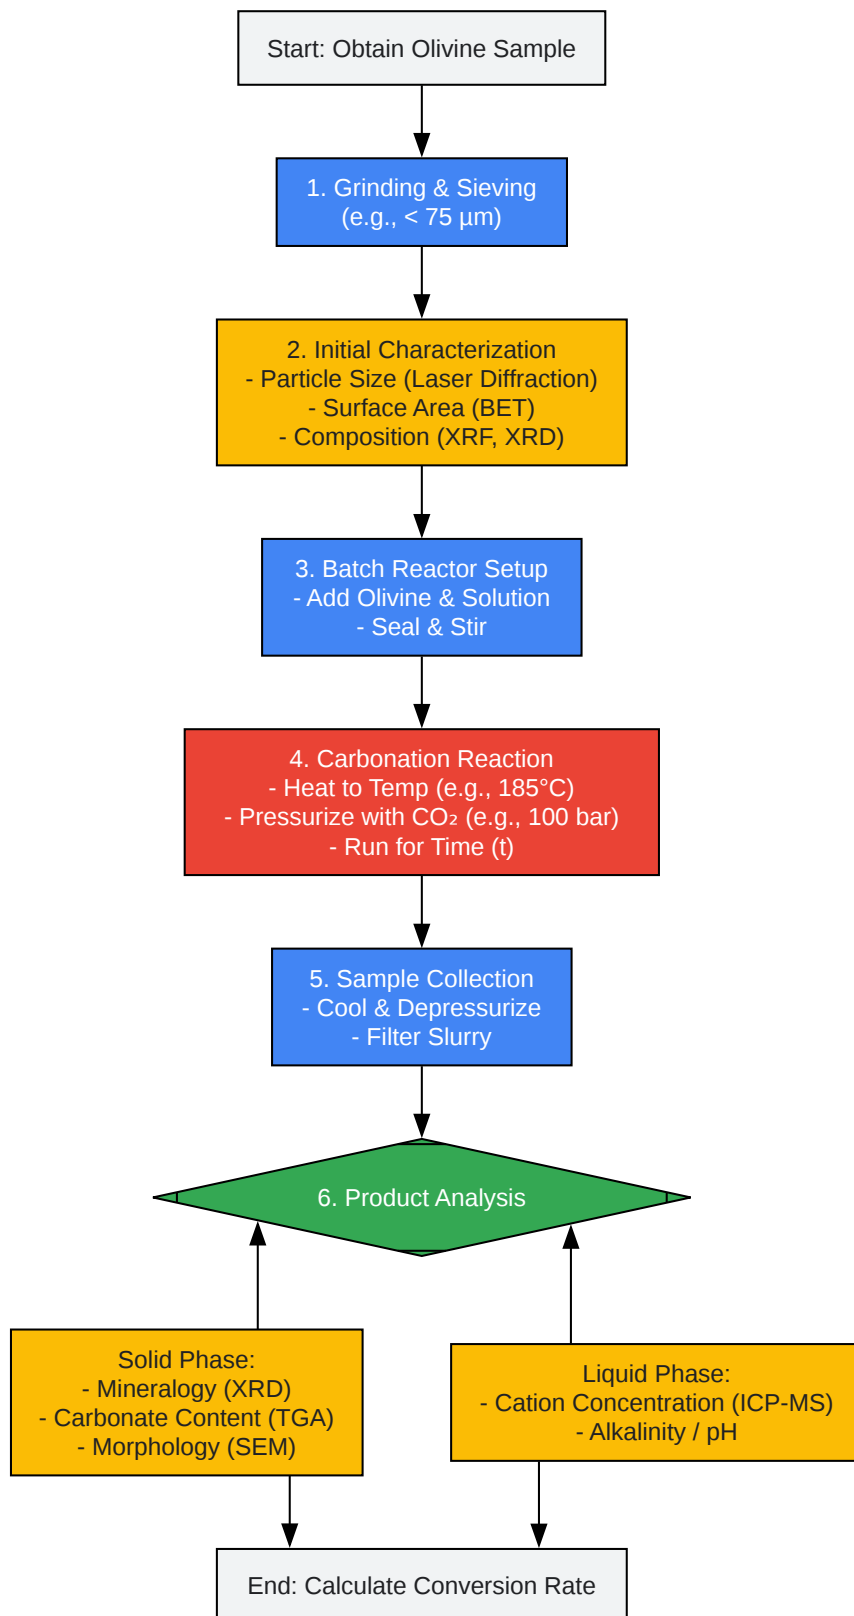 Start: Obtain Olivine Sample
1. Grinding & Sieving
(e.g., < 75 µm)
2. Initial Characterization
- Particle Size (Laser Diffraction)
- Surface Area (BET)
- Composition (XRF, XRD)
3. Batch Reactor Setup
- Add Olivine & Solution
- Seal & Stir
4. Carbonation Reaction
- Heat to Temp (e.g., 185°C)
- Pressurize with CO₂ (e.g., 100 bar)
- Run for Time (t)
5. Sample Collection
- Cool & Depressurize
- Filter Slurry
6. Product Analysis
Solid Phase:
- Mineralogy (XRD)
- Carbonate Content (TGA)
- Morphology (SEM)
Liquid Phase:
- Cation Concentration (ICP-MS)
- Alkalinity / pH
End: Calculate Conversion Rate